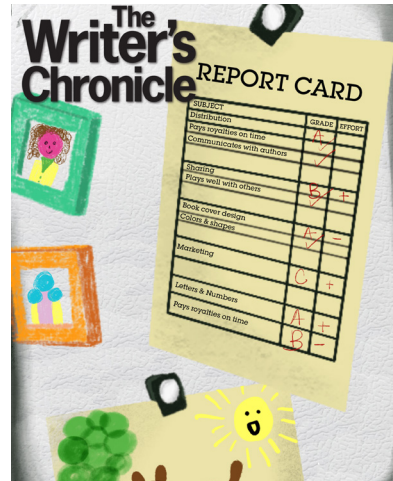 The
Writer's
Chronicle
REPORT CARD
SUBJECT GRADE EFFORT
Distribution
Pays royalties on time A
Communicates with authors ✓
Sharing
Plays well with others B +
Book cover design
Colors & shapes A -
Marketing C +
Letters & Numbers A +
Pays royalties on time B -